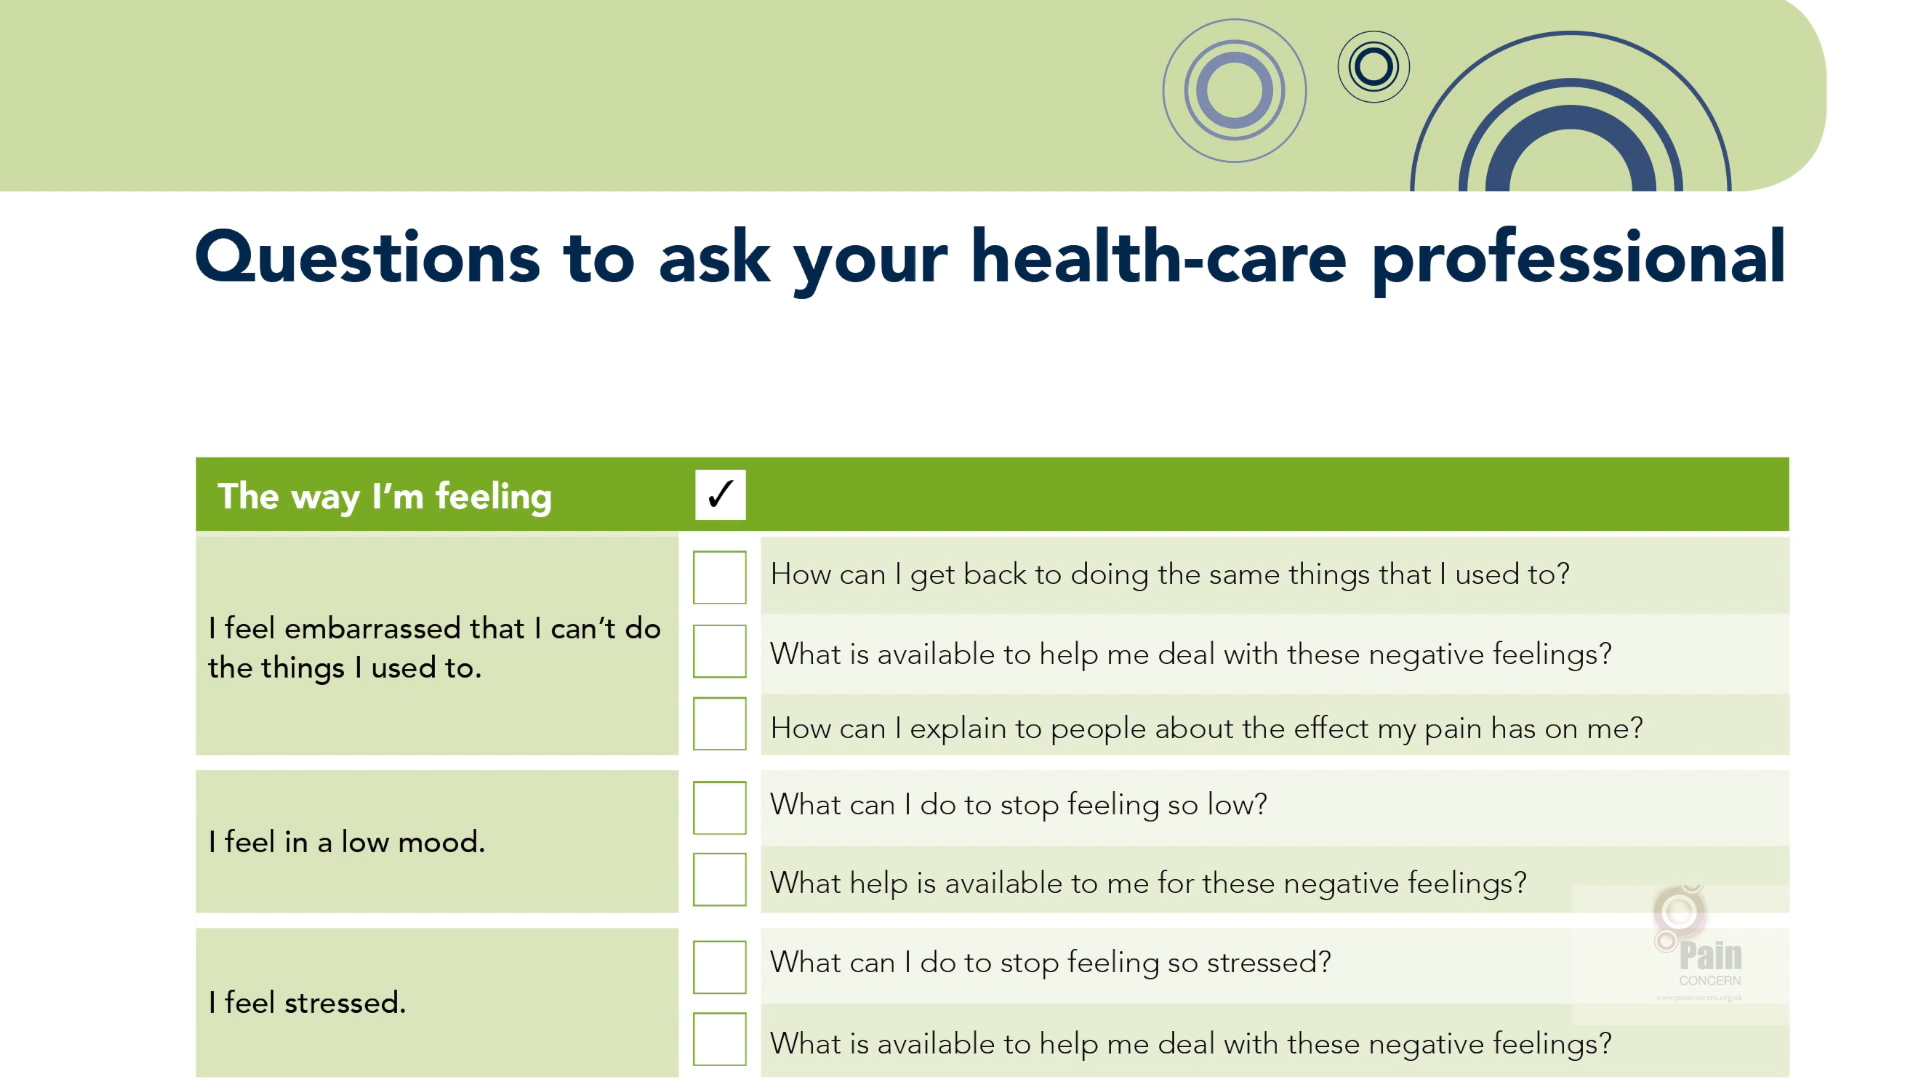 Questions to ask your health-care professional
The way I’m feeling ✓
I feel embarrassed that I can’t do
the things I used to.
How can I get back to doing the same things that I used to?
What is available to help me deal with these negative feelings?
How can I explain to people about the effect my pain has on me?
I feel in a low mood.
What can I do to stop feeling so low?
What help is available to me for these negative feelings?
I feel stressed.
What can I do to stop feeling so stressed?
What is available to help me deal with these negative feelings?
Pain
CONCERN
www.painconcern.org.uk